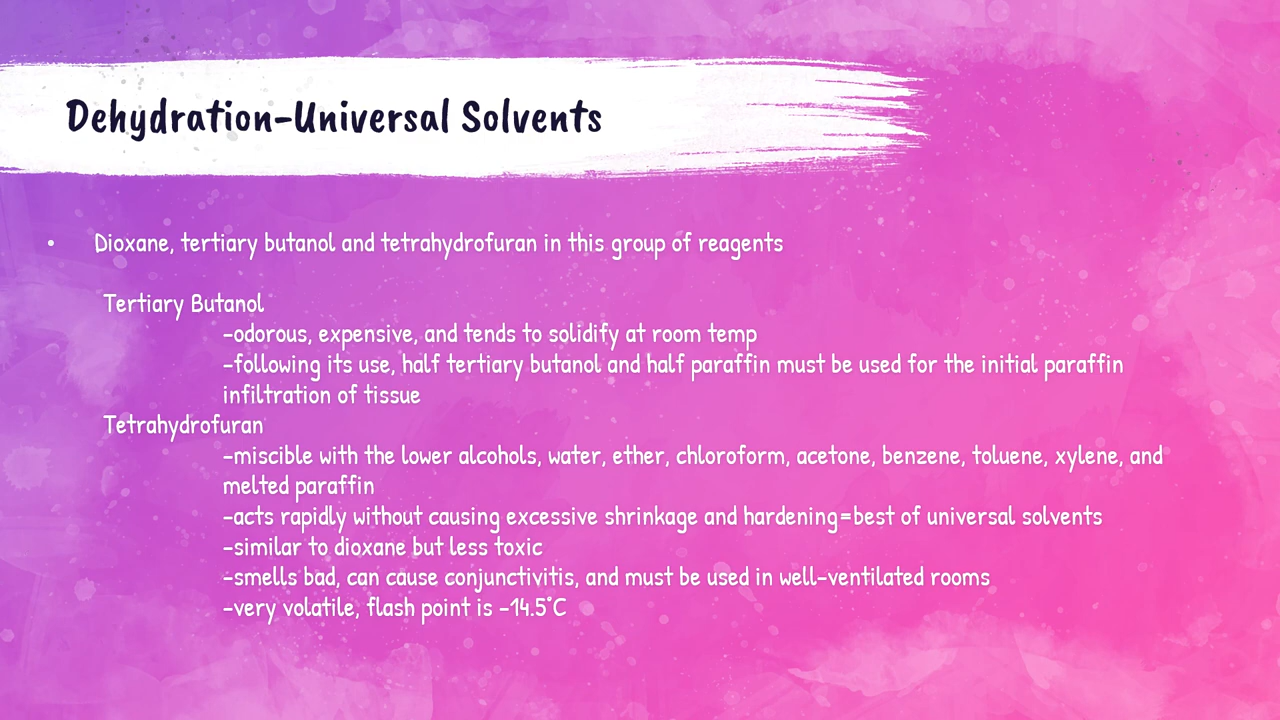 Dehydration-Universal Solvents
• Dioxane, tertiary butanol and tetrahydrofuran in this group of reagents
Tertiary Butanol
-odorous, expensive, and tends to solidify at room temp
-following its use, half tertiary butanol and half paraffin must be used for the initial paraffin
infiltration of tissue
Tetrahydrofuran
-miscible with the lower alcohols, water, ether, chloroform, acetone, benzene, toluene, xylene, and
melted paraffin
-acts rapidly without causing excessive shrinkage and hardening=best of universal solvents
-similar to dioxane but less toxic
-smells bad, can cause conjunctivitis, and must be used in well-ventilated rooms
-very volatile, flash point is -14.5°C